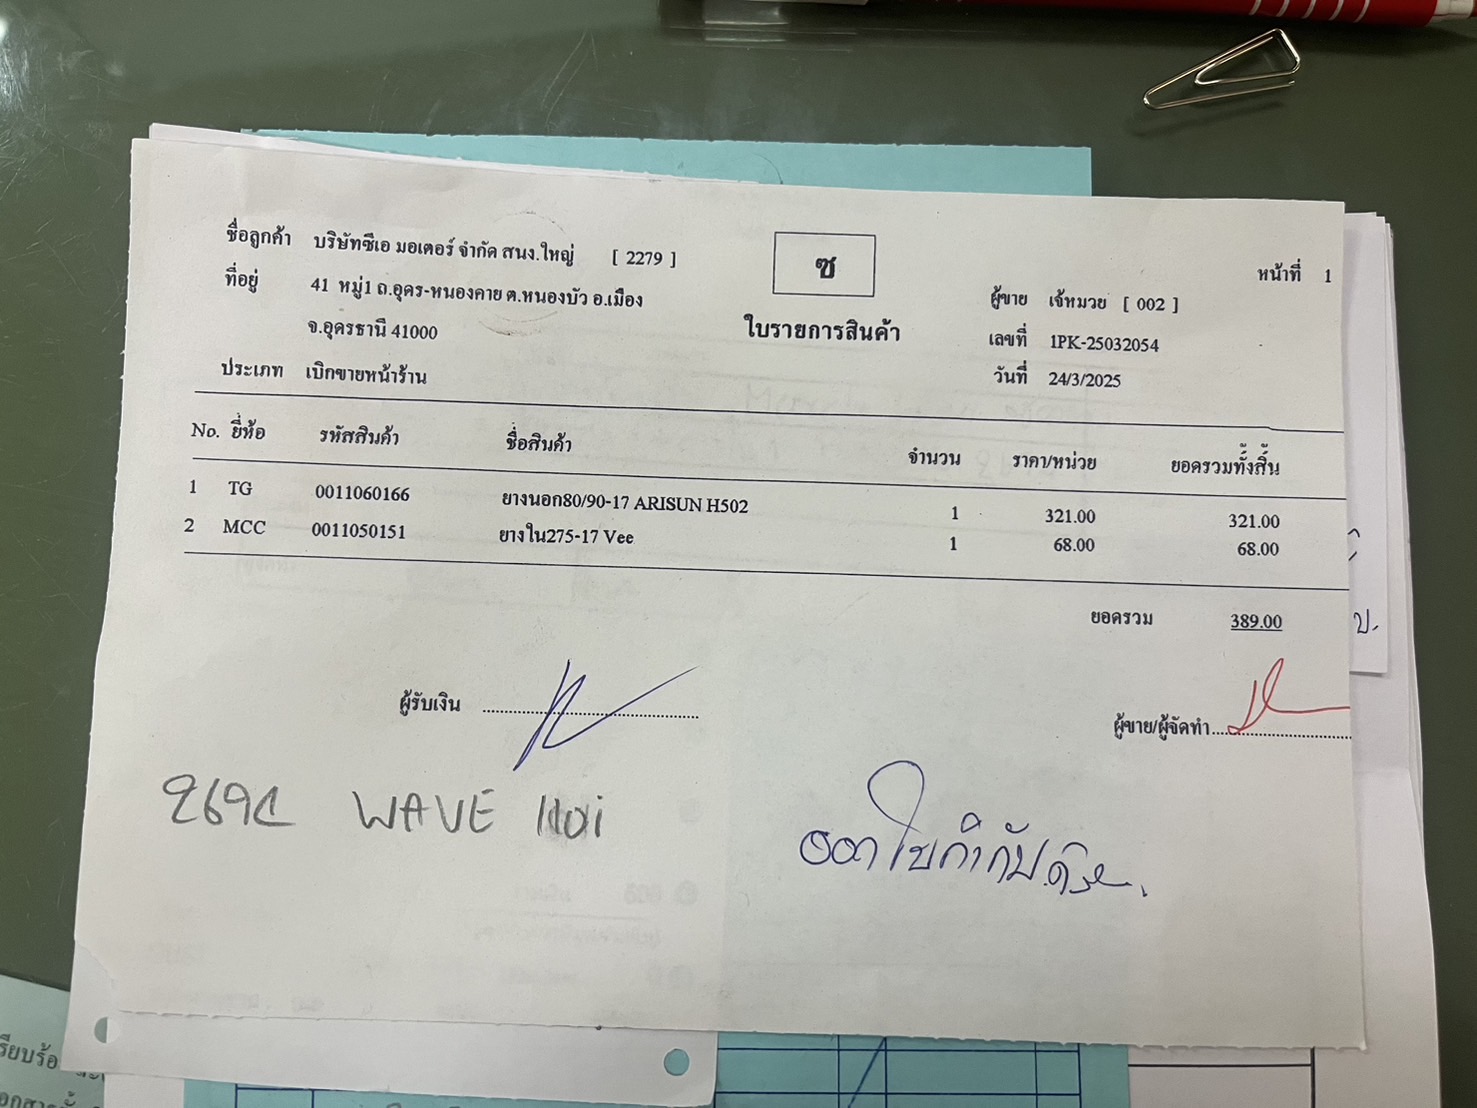 ชื่อลูกค้า บริษัทซีเอ มอเตอร์ จำกัด สนง.ใหญ่ [ 2279 ]
ที่อยู่ 41 หมู่1 ถ.อุดร-หนองคาย ต.หนองบัว อ.เมือง
จ.อุดรธานี 41000
ประเภท เบิกขายหน้าร้าน
ซ
ใบรายการสินค้า
หน้าที่ 1
ผู้ขาย เจ้หมวย [ 002 ]
เลขที่ 1PK-25032054
วันที่ 24/3/2025
No. ยี่ห้อ รหัสสินค้า ชื่อสินค้า จำนวน ราคา/หน่วย ยอดรวมทั้งสิ้น
1 TG 0011060166 ยางนอก80/90-17 ARISUN H502 1 321.00 321.00
2 MCC 0011050151 ยางใน275-17 Vee 1 68.00 68.00
ยอดรวม 389.00
ผู้รับเงิน
ผู้ขาย/ผู้จัดทำ
WAVE 110i
ออกใบกำกับ